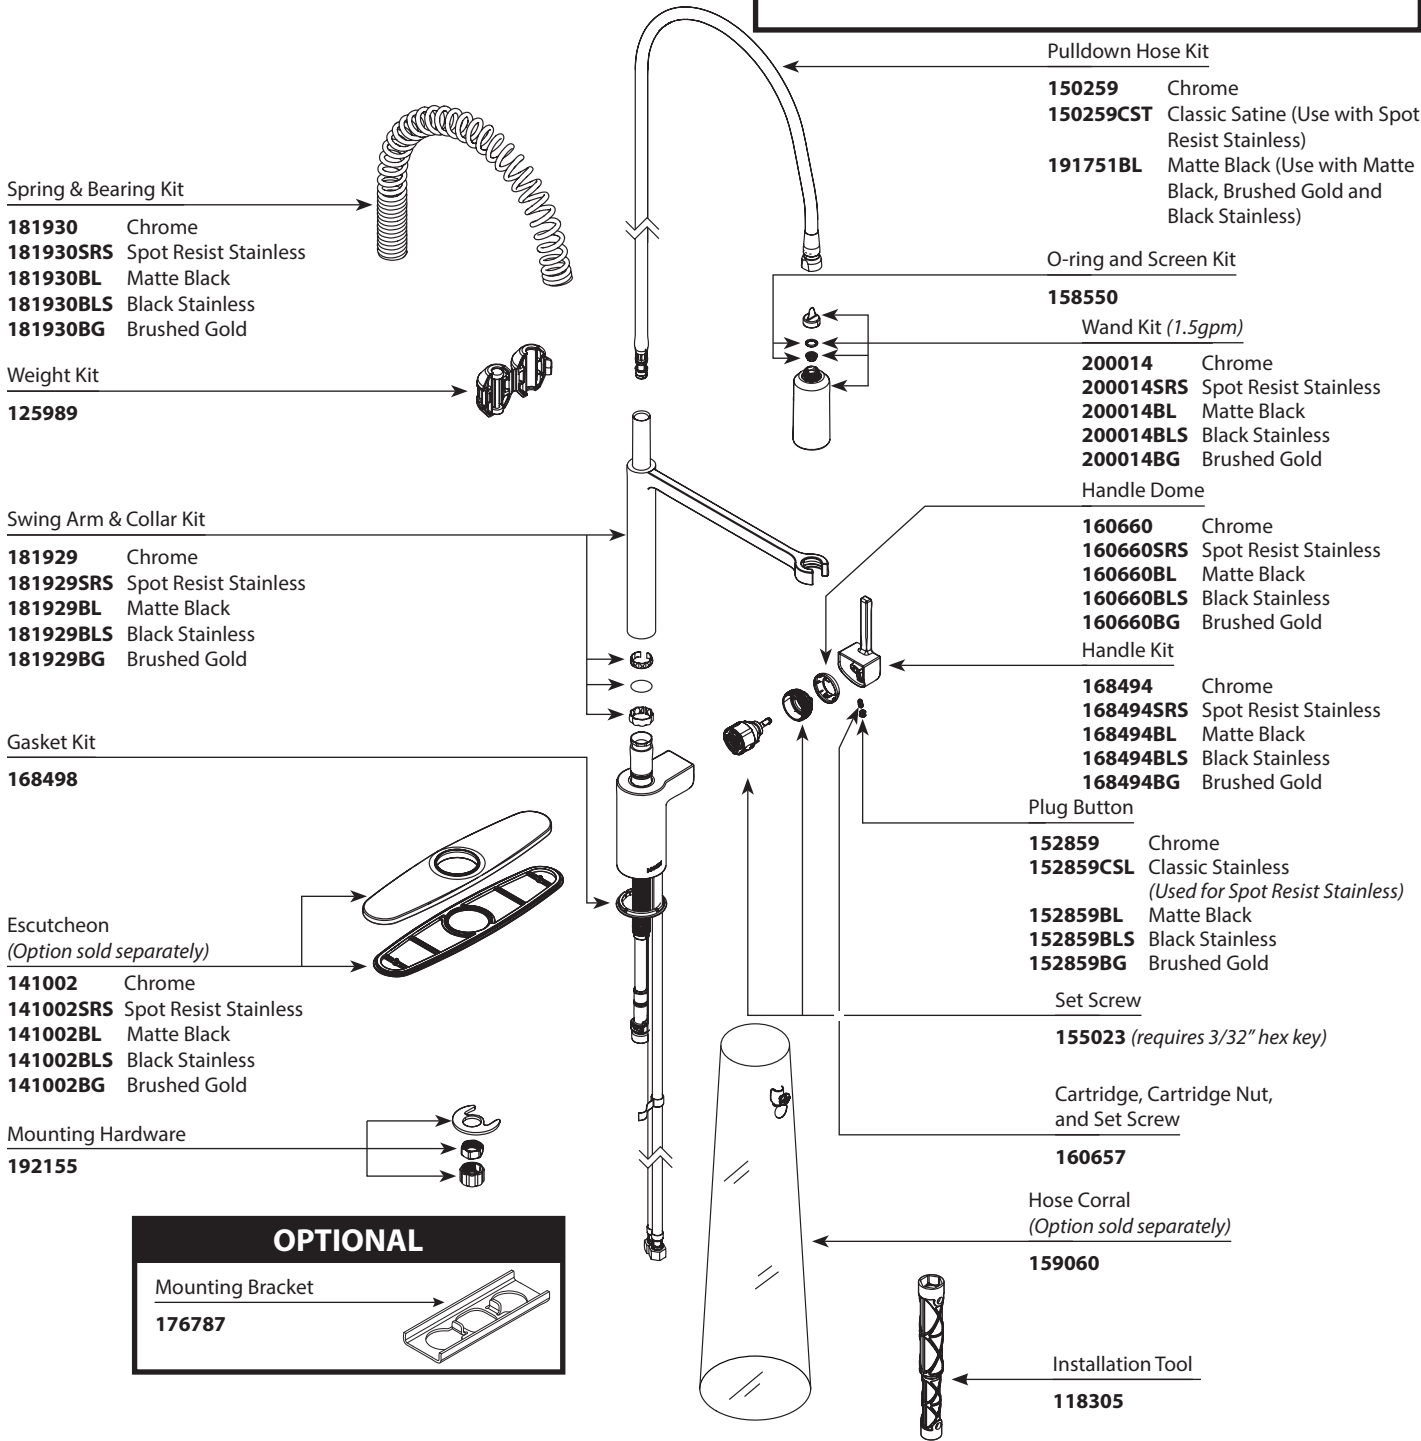 Pulldown Hose Kit
150259 Chrome
150259CST Classic Satine (Use with Spot
Resist Stainless)
191751BL Matte Black (Use with Matte
Black, Brushed Gold and
Black Stainless)
Spring & Bearing Kit
181930 Chrome
181930SRS Spot Resist Stainless
181930BL Matte Black
181930BLS Black Stainless
181930BG Brushed Gold
O-ring and Screen Kit
158550
Wand Kit (1.5gpm)
200014 Chrome
200014SRS Spot Resist Stainless
200014BL Matte Black
200014BLS Black Stainless
200014BG Brushed Gold
Weight Kit
125989
Handle Dome
160660 Chrome
160660SRS Spot Resist Stainless
160660BL Matte Black
160660BLS Black Stainless
160660BG Brushed Gold
Swing Arm & Collar Kit
181929 Chrome
181929SRS Spot Resist Stainless
181929BL Matte Black
181929BLS Black Stainless
181929BG Brushed Gold
Handle Kit
168494 Chrome
168494SRS Spot Resist Stainless
168494BL Matte Black
168494BLS Black Stainless
168494BG Brushed Gold
Gasket Kit
168498
Plug Button
152859 Chrome
152859CSL Classic Stainless
(Used for Spot Resist Stainless)
152859BL Matte Black
152859BLS Black Stainless
152859BG Brushed Gold
Escutcheon
(Option sold separately)
141002 Chrome
141002SRS Spot Resist Stainless
141002BL Matte Black
141002BLS Black Stainless
141002BG Brushed Gold
Set Screw
155023 (requires 3/32” hex key)
Cartridge, Cartridge Nut,
and Set Screw
160657
Mounting Hardware
192155
Hose Corral
(Option sold separately)
159060
OPTIONAL
Mounting Bracket
176787
Installation Tool
118305